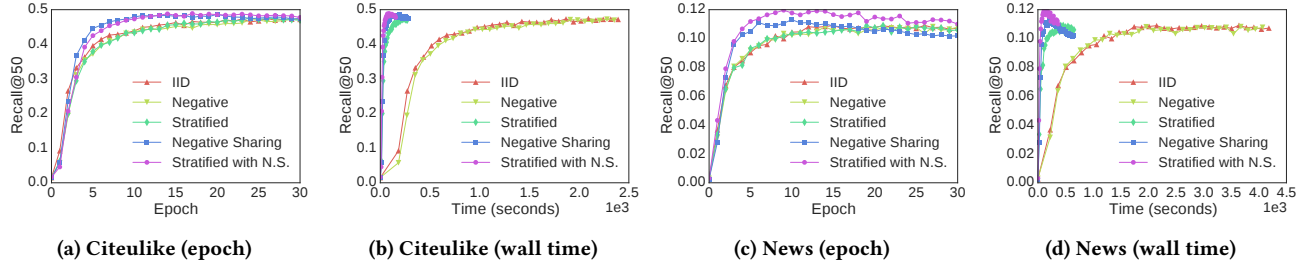 0.5
0.4
0.3
0.2
0.1
0.0
Recall@50
IID
Negative
Stratified
Negative Sharing
Stratified with N.S.
0 5 10 15 20 25 30
Epoch
(a) Citeulike (epoch)
0.5
0.4
0.3
0.2
0.1
0.0
Recall@50
IID
Negative
Stratified
Negative Sharing
Stratified with N.S.
0.0 0.5 1.0 1.5 2.0 2.5
Time (seconds) 1e3
(b) Citeulike (wall time)
0.12
0.10
0.08
0.06
0.04
0.02
0.00
Recall@50
IID
Negative
Stratified
Negative Sharing
Stratified with N.S.
0 5 10 15 20 25 30
Epoch
(c) News (epoch)
0.12
0.10
0.08
0.06
0.04
0.02
0.00
Recall@50
IID
Negative
Stratified
Negative Sharing
Stratified with N.S.
0.0 0.5 1.0 1.5 2.0 2.5 3.0 3.5 4.0 4.5
Time (seconds) 1e3
(d) News (wall time)